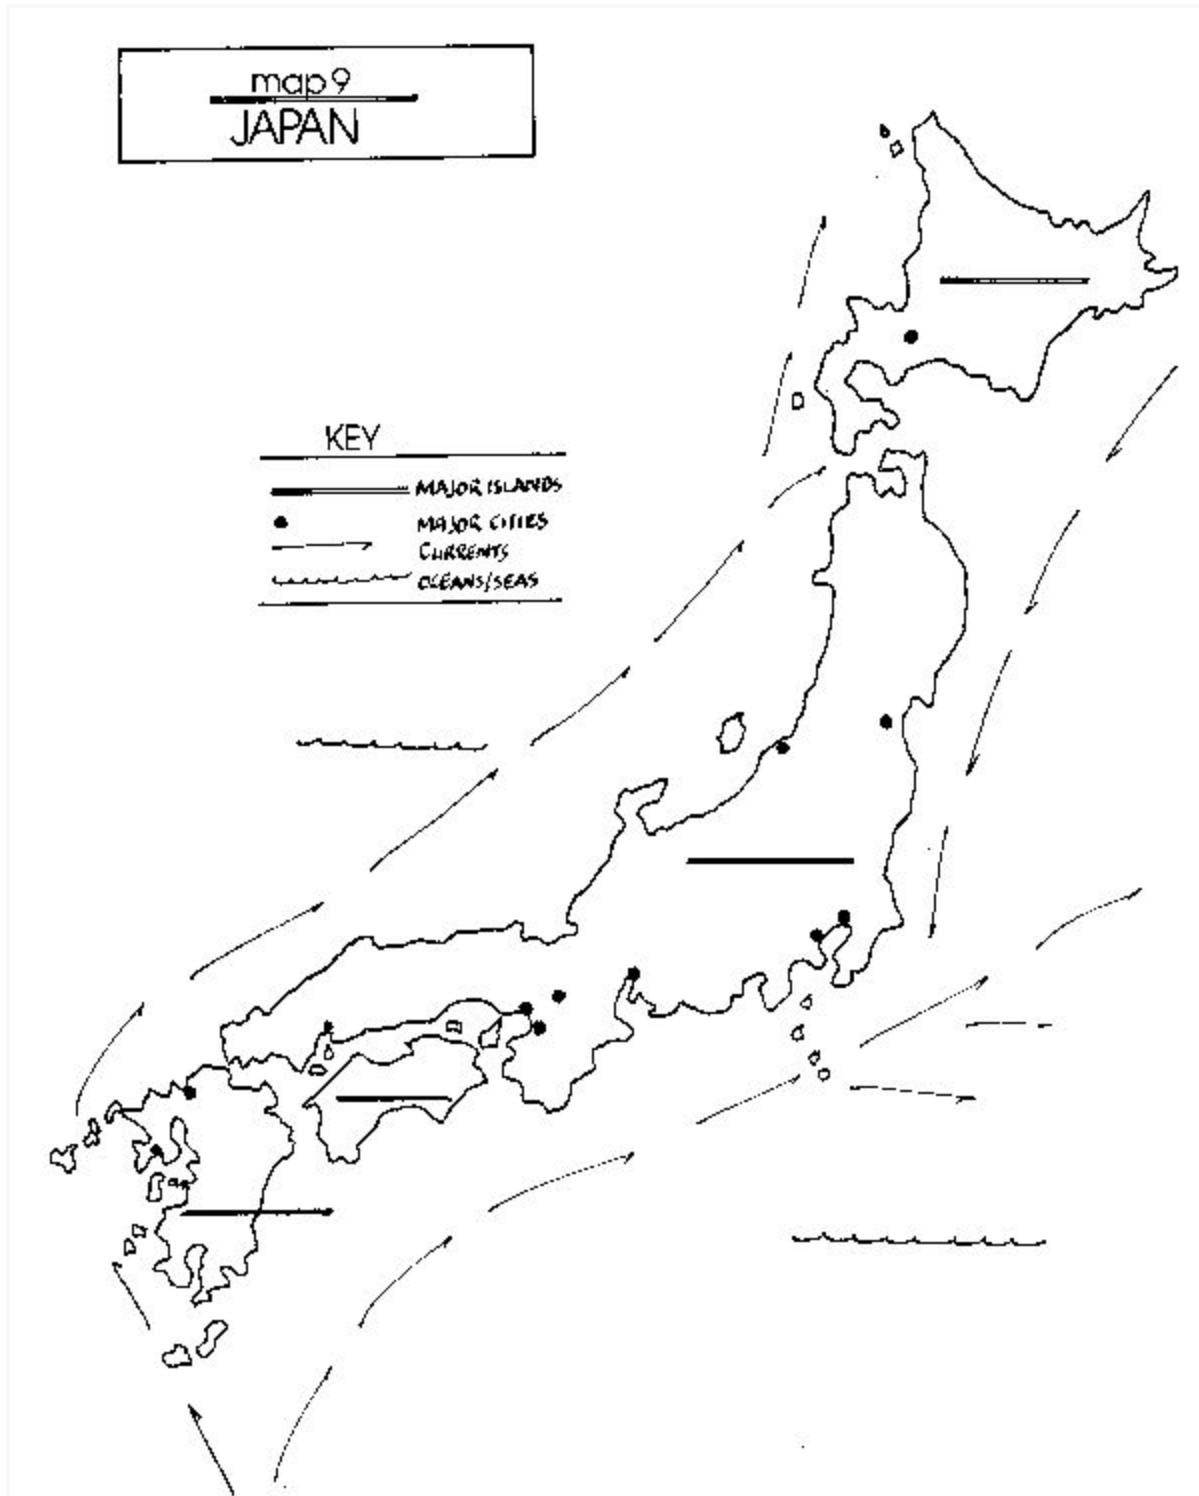 map 9
JAPAN
KEY
MAJOR ISLANDS
MAJOR CITIES
CURRENTS
OCEANS/SEAS